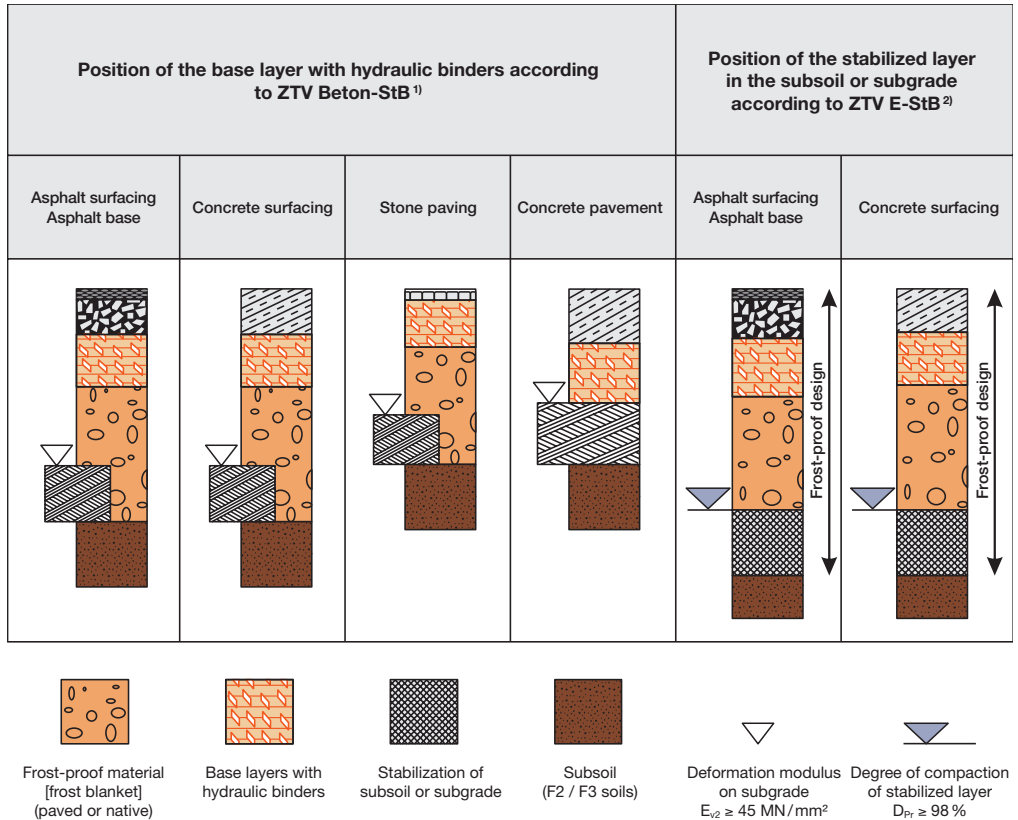 Position of the base layer with hydraulic binders according
to ZTV Beton-StB 1)
Position of the stabilized layer
in the subsoil or subgrade
according to ZTV E-StB 2)
Asphalt surfacing
Asphalt base
Concrete surfacing
Stone paving
Concrete pavement
Asphalt surfacing
Asphalt base
Concrete surfacing
Frost-proof design
Frost-proof design
Frost-proof material
[frost blanket]
(paved or native)
Base layers with
hydraulic binders
Stabilization of
subsoil or subgrade
Subsoil
(F2 / F3 soils)
Deformation modulus
on subgrade
Ev2 ≥ 45 MN/mm²
Degree of compaction
of stabilized layer
DPr ≥ 98 %